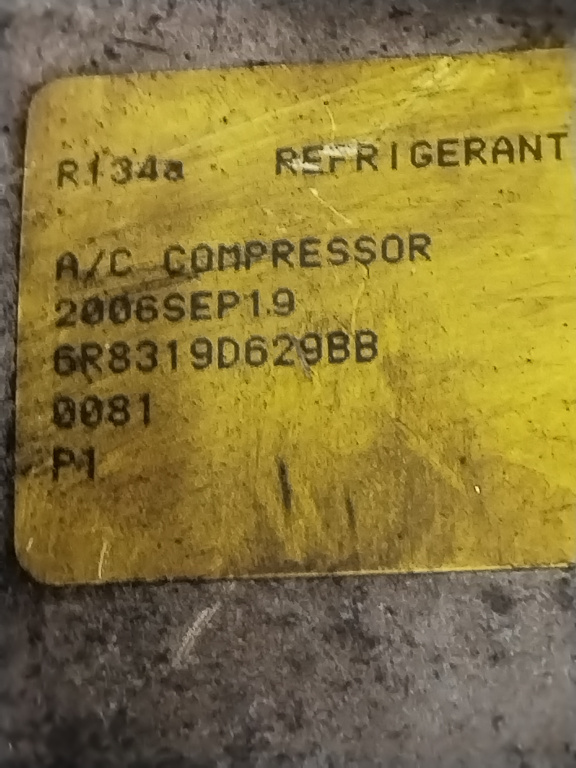 R134a REFRIGERANT
A/C COMPRESSOR
2006SEP19
6R8319D629BB
0081
P1